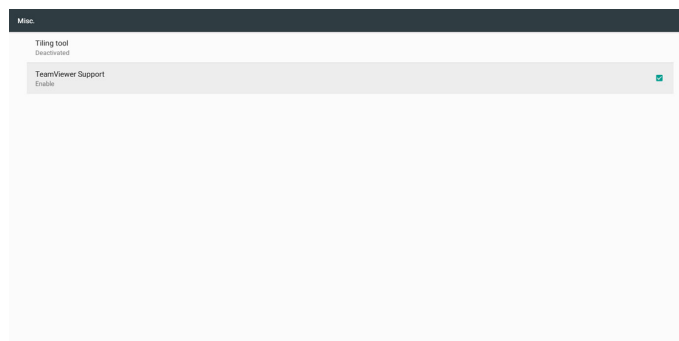 Misc.
Tiling tool
Deactivated
TeamViewer Support
Enable